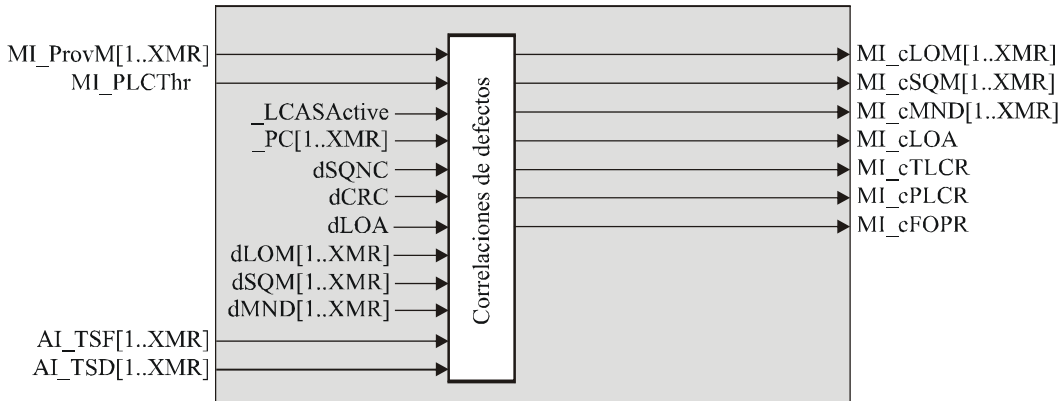 MI_ProvM[1..XMR]
MI_PLCThr
_LCASActive
_PC[1..XMR]
dSQNC
dCRC
dLOA
dLOM[1..XMR]
dSQM[1..XMR]
dMND[1..XMR]
AI_TSF[1..XMR]
AI_TSD[1..XMR]
Correlaciones de defectos
MI_cLOM[1..XMR]
MI_cSQM[1..XMR]
MI_cMND[1..XMR]
MI_cLOA
MI_cTLCR
MI_cPLCR
MI_cFOPR